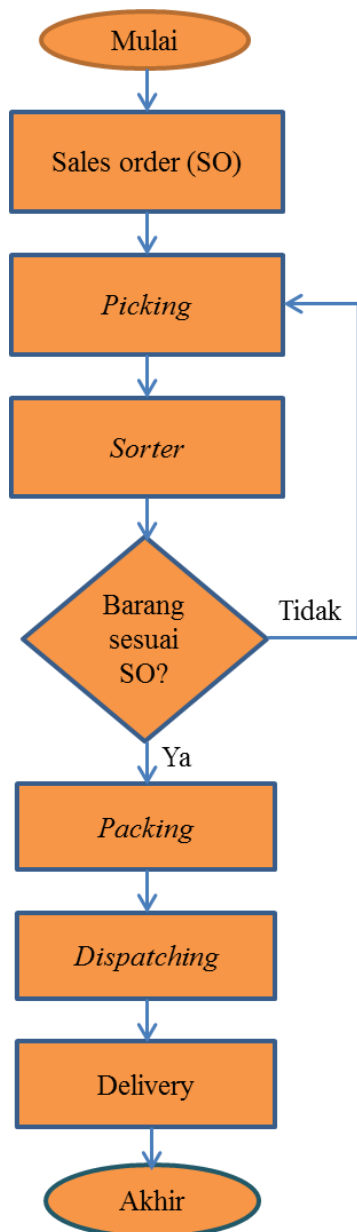 Mulai
Sales order (SO)
Picking
Sorter
Barang
sesuai
SO?
Tidak
Ya
Packing
Dispatching
Delivery
Akhir